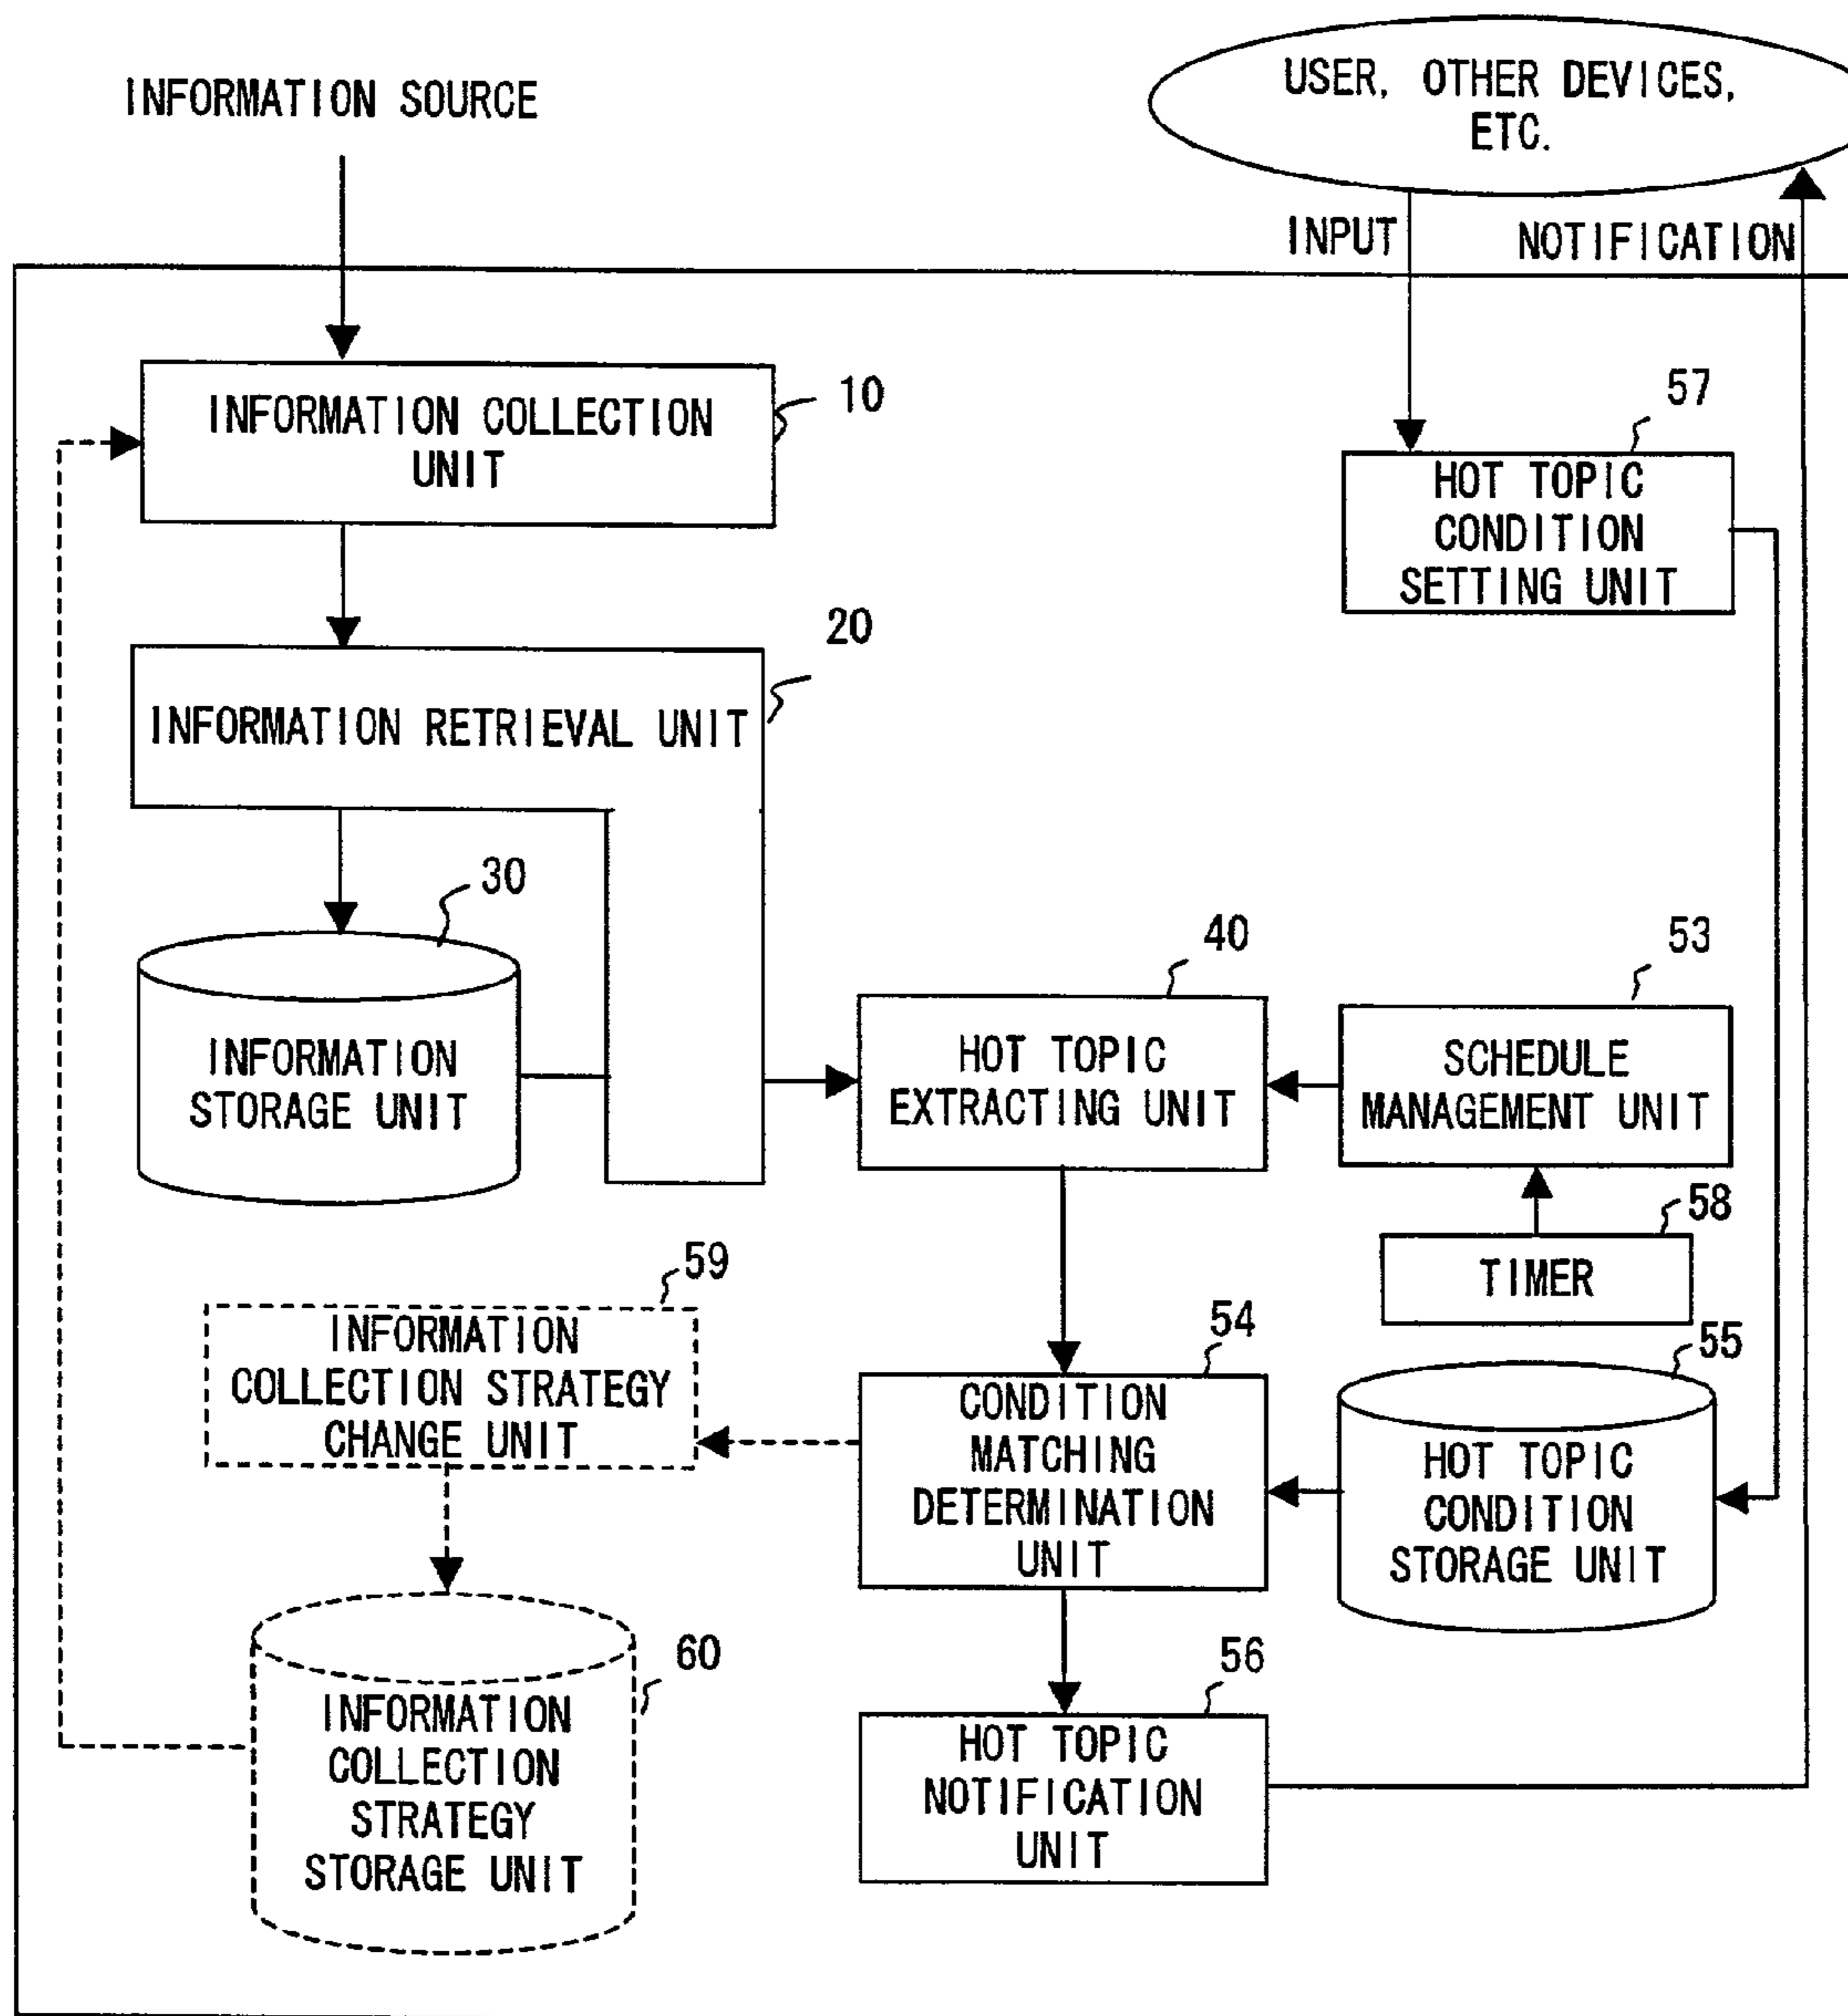 INFORMATION SOURCE
USER, OTHER DEVICES,
ETC.
INPUT
NOTIFICATION
INFORMATION COLLECTION
UNIT
10
57
HOT TOPIC
CONDITION
SETTING UNIT
20
INFORMATION RETRIEVAL UNIT
30
INFORMATION
STORAGE UNIT
40
HOT TOPIC
EXTRACTING UNIT
53
SCHEDULE
MANAGEMENT UNIT
58
TIMER
59
INFORMATION
COLLECTION STRATEGY
CHANGE UNIT
54
CONDITION
MATCHING
DETERMINATION
UNIT
55
HOT TOPIC
CONDITION
STORAGE UNIT
60
INFORMATION
COLLECTION
STRATEGY
STORAGE UNIT
56
HOT TOPIC
NOTIFICATION
UNIT